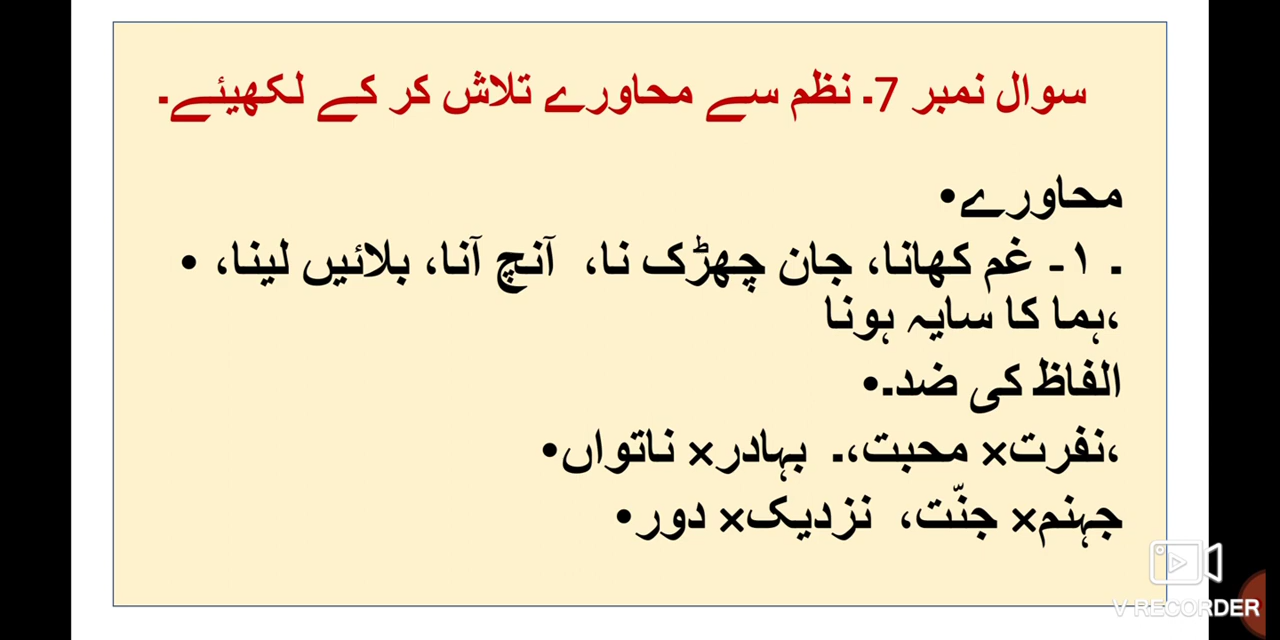 سوال نمبر 7۔ نظم سے محاورے تلاش کر کے لکھیئے۔
محاورے•
۔ ۱- غم کھانا، جان چھڑک نا، آنچ آنا، بلائیں لینا، •
،ہما کا سایہ ہونا
الفاظ کی ضد۔•
،نفرت× محبت،۔ بہادر× ناتواں•
جہنم× جنّت، نزدیک× دور•
V RECORDER